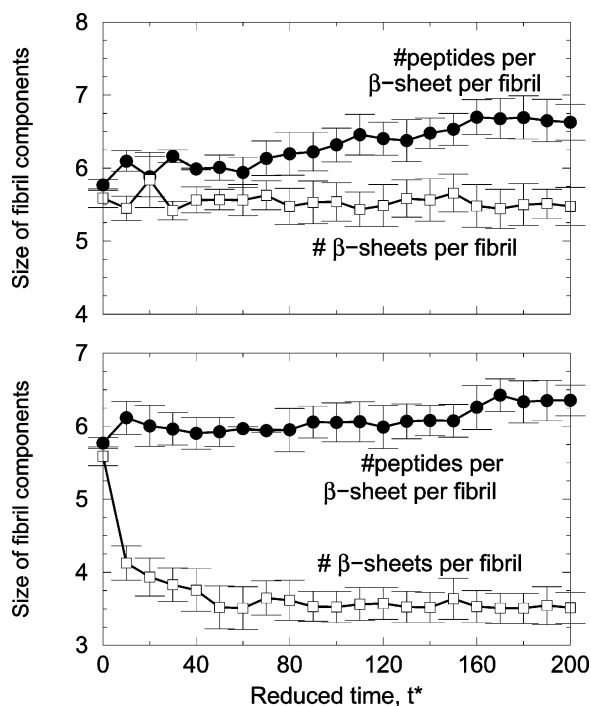 8
#peptides per
β−sheet per fibril
7
6
5
# β−sheets per fibril
4
Size of fibril components
7
6
#peptides per
β−sheet per fibril
5
# β−sheets per fibril
4
3
Size of fibril components
0 40 80 120 160 200
Reduced time, t*